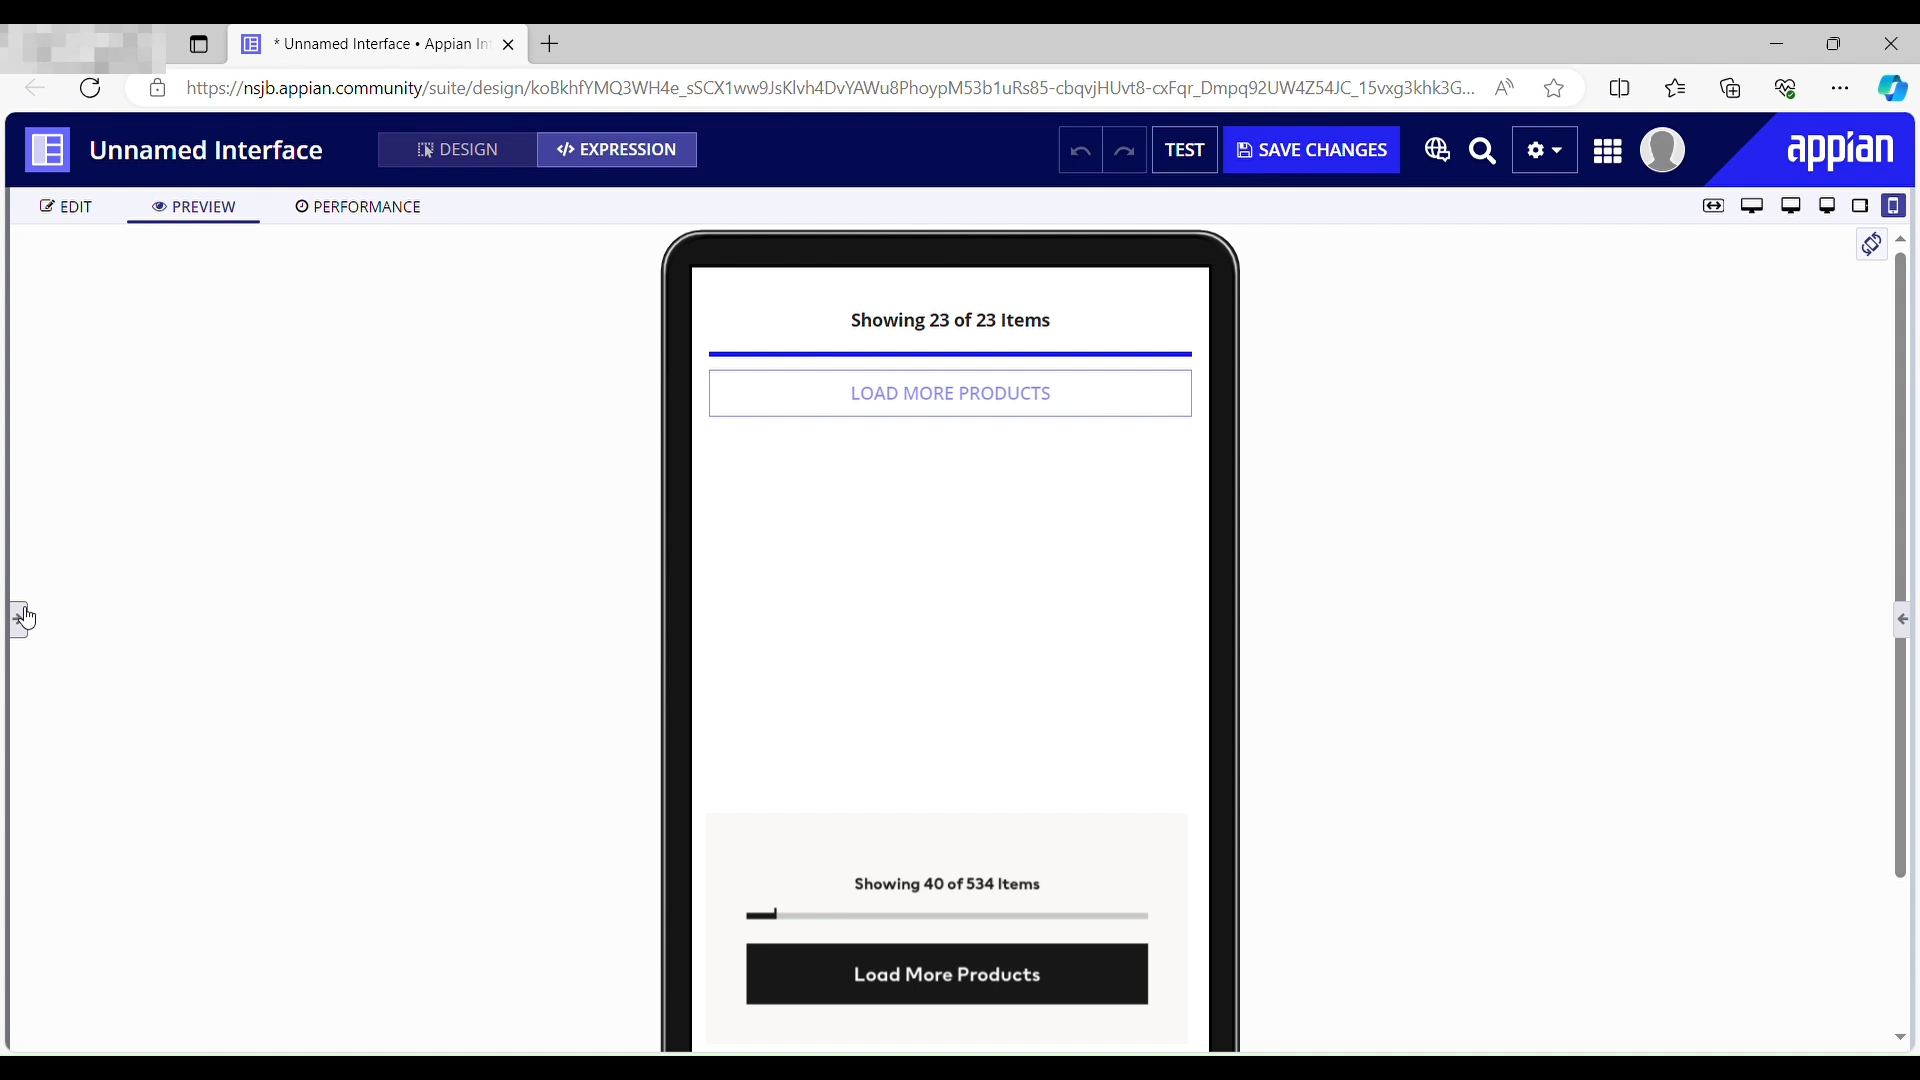 * Unnamed Interface • Appian In
https://nsjb.appian.community/suite/design/koBkhfYMQ3WH4e_sSCX1ww9JsKlvh4DvYAWu8PhoypM53b1uRs85-cbqvjHUvt8-cxFqr_Dmpq92UW4Z54JC_15vxg3khk3G...
Unnamed Interface
DESIGN
</> EXPRESSION
TEST
SAVE CHANGES
appian
EDIT
PREVIEW
PERFORMANCE
Showing 23 of 23 Items
LOAD MORE PRODUCTS
Showing 40 of 534 Items
Load More Products